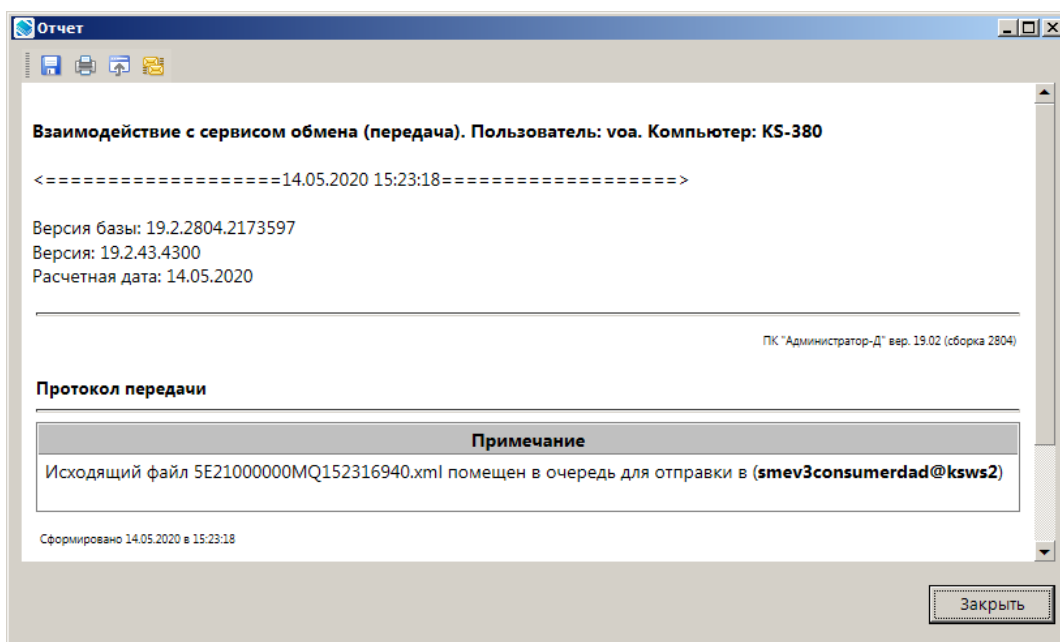 Отчет
Взаимодействие с сервисом обмена (передача). Пользователь: voa. Компьютер: KS-380
<===================14.05.2020 15:23:18===================>
Версия базы: 19.2.2804.2173597
Версия: 19.2.43.4300
Расчетная дата: 14.05.2020
ПК "Администратор-Д" вер. 19.02 (сборка 2804)
Протокол передачи
Примечание
Исходящий файл 5E21000000MQ152316940.xml помещен в очередь для отправки в (smev3consumerdad@ksws2)
Сформировано 14.05.2020 в 15:23:18
Закрыть